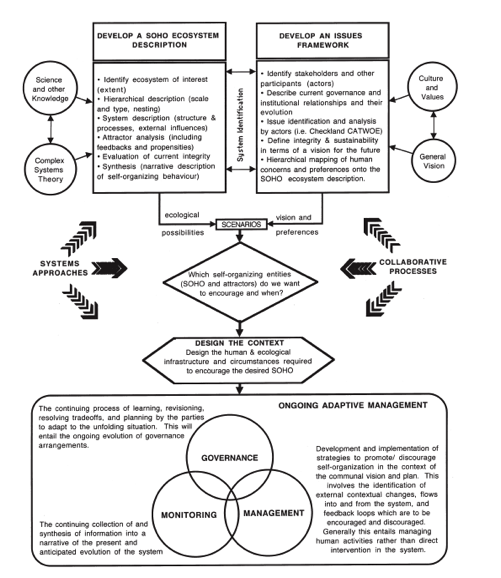 DEVELOP A SOHO ECOSYSTEM
DESCRIPTION
DEVELOP AN ISSUES
FRAMEWORK
Science
and other
Knowledge
Complex
Systems
Theory
• Identify ecosystem of interest
(extent)
• Hierarchical description (scale
and type, nesting)
• System description (structure &
processes, external influences)
• Attractor analysis (including
feedbacks and propensities)
• Evaluation of current integrity
• Synthesis (narrative description
of self-organizing behaviour)
System Identification
• Identify stakeholders and other
participants (actors)
• Describe current governance and
institutional relationships and their
evolution
• Issue identification and analysis
by actors (i.e. Checkland CATWOE)
• Define integrity & sustainability
in terms of a vision for the future
• Hierarchical mapping of human
concerns and preferences onto the
SOHO ecosystem description.
Culture
and
Values
General
Vision
ecological
possibilities
SCENARIOS
vision and
preferences
SYSTEMS
APPROACHES
COLLABORATIVE
PROCESSES
Which self-organizing entities
(SOHO and attractors) do we
want to encourage and when?
DESIGN THE CONTEXT
Design the human & ecological
infrastructure and circumstances required
to encourage the desired SOHO
ONGOING ADAPTIVE MANAGEMENT
The continuing process of learning, revisioning,
resolving tradeoffs, and planning by the parties
to adapt to the unfolding situation. This will
entail the ongoing evolution of governance
arrangements.
GOVERNANCE
MONITORING
MANAGEMENT
Development and implementation of
strategies to promote/ discourage
self-organization in the context of
the communal vision and plan. This
involves the identification of
external contextual changes, flows
into and from the system, and
feedback loops which are to be
encouraged and discouraged.
Generally this entails managing
human activities rather than direct
intervention in the system.
The continuing collection of and
synthesis of information into a
narrative of the present and
anticipated evolution of the system